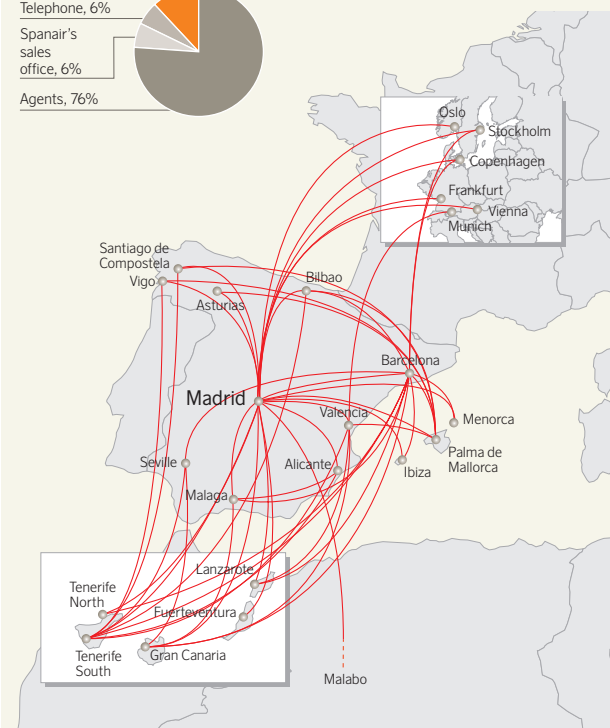 Telephone, 6%
Spanair's
sales
office, 6%
Agents, 76%
Oslo
Stockholm
Copenhagen
Frankfurt
Vienna
Munich
Santiago de
Compostela
Vigo
Asturias
Bilbao
Barcelona
Madrid
Valencia
Menorca
Palma de
Mallorca
Seville
Alicante
Ibiza
Malaga
Lanzarote
Tenerife
North
Fuerteventura
Tenerife
South
Gran Canaria
Malabo